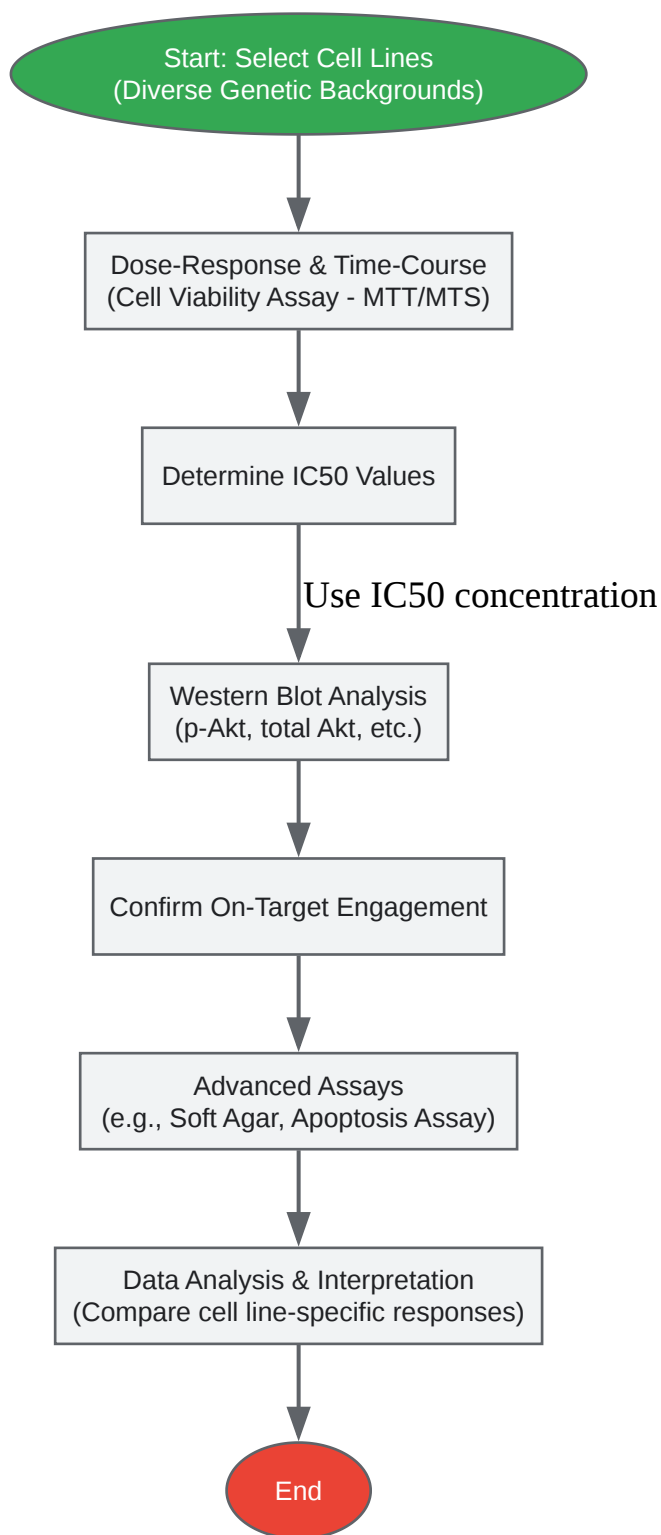 Start: Select Cell Lines
(Diverse Genetic Backgrounds)
Dose-Response & Time-Course
(Cell Viability Assay - MTT/MTS)
Determine IC50 Values
Use IC50 concentration
Western Blot Analysis
(p-Akt, total Akt, etc.)
Confirm On-Target Engagement
Advanced Assays
(e.g., Soft Agar, Apoptosis Assay)
Data Analysis & Interpretation
(Compare cell line-specific responses)
End